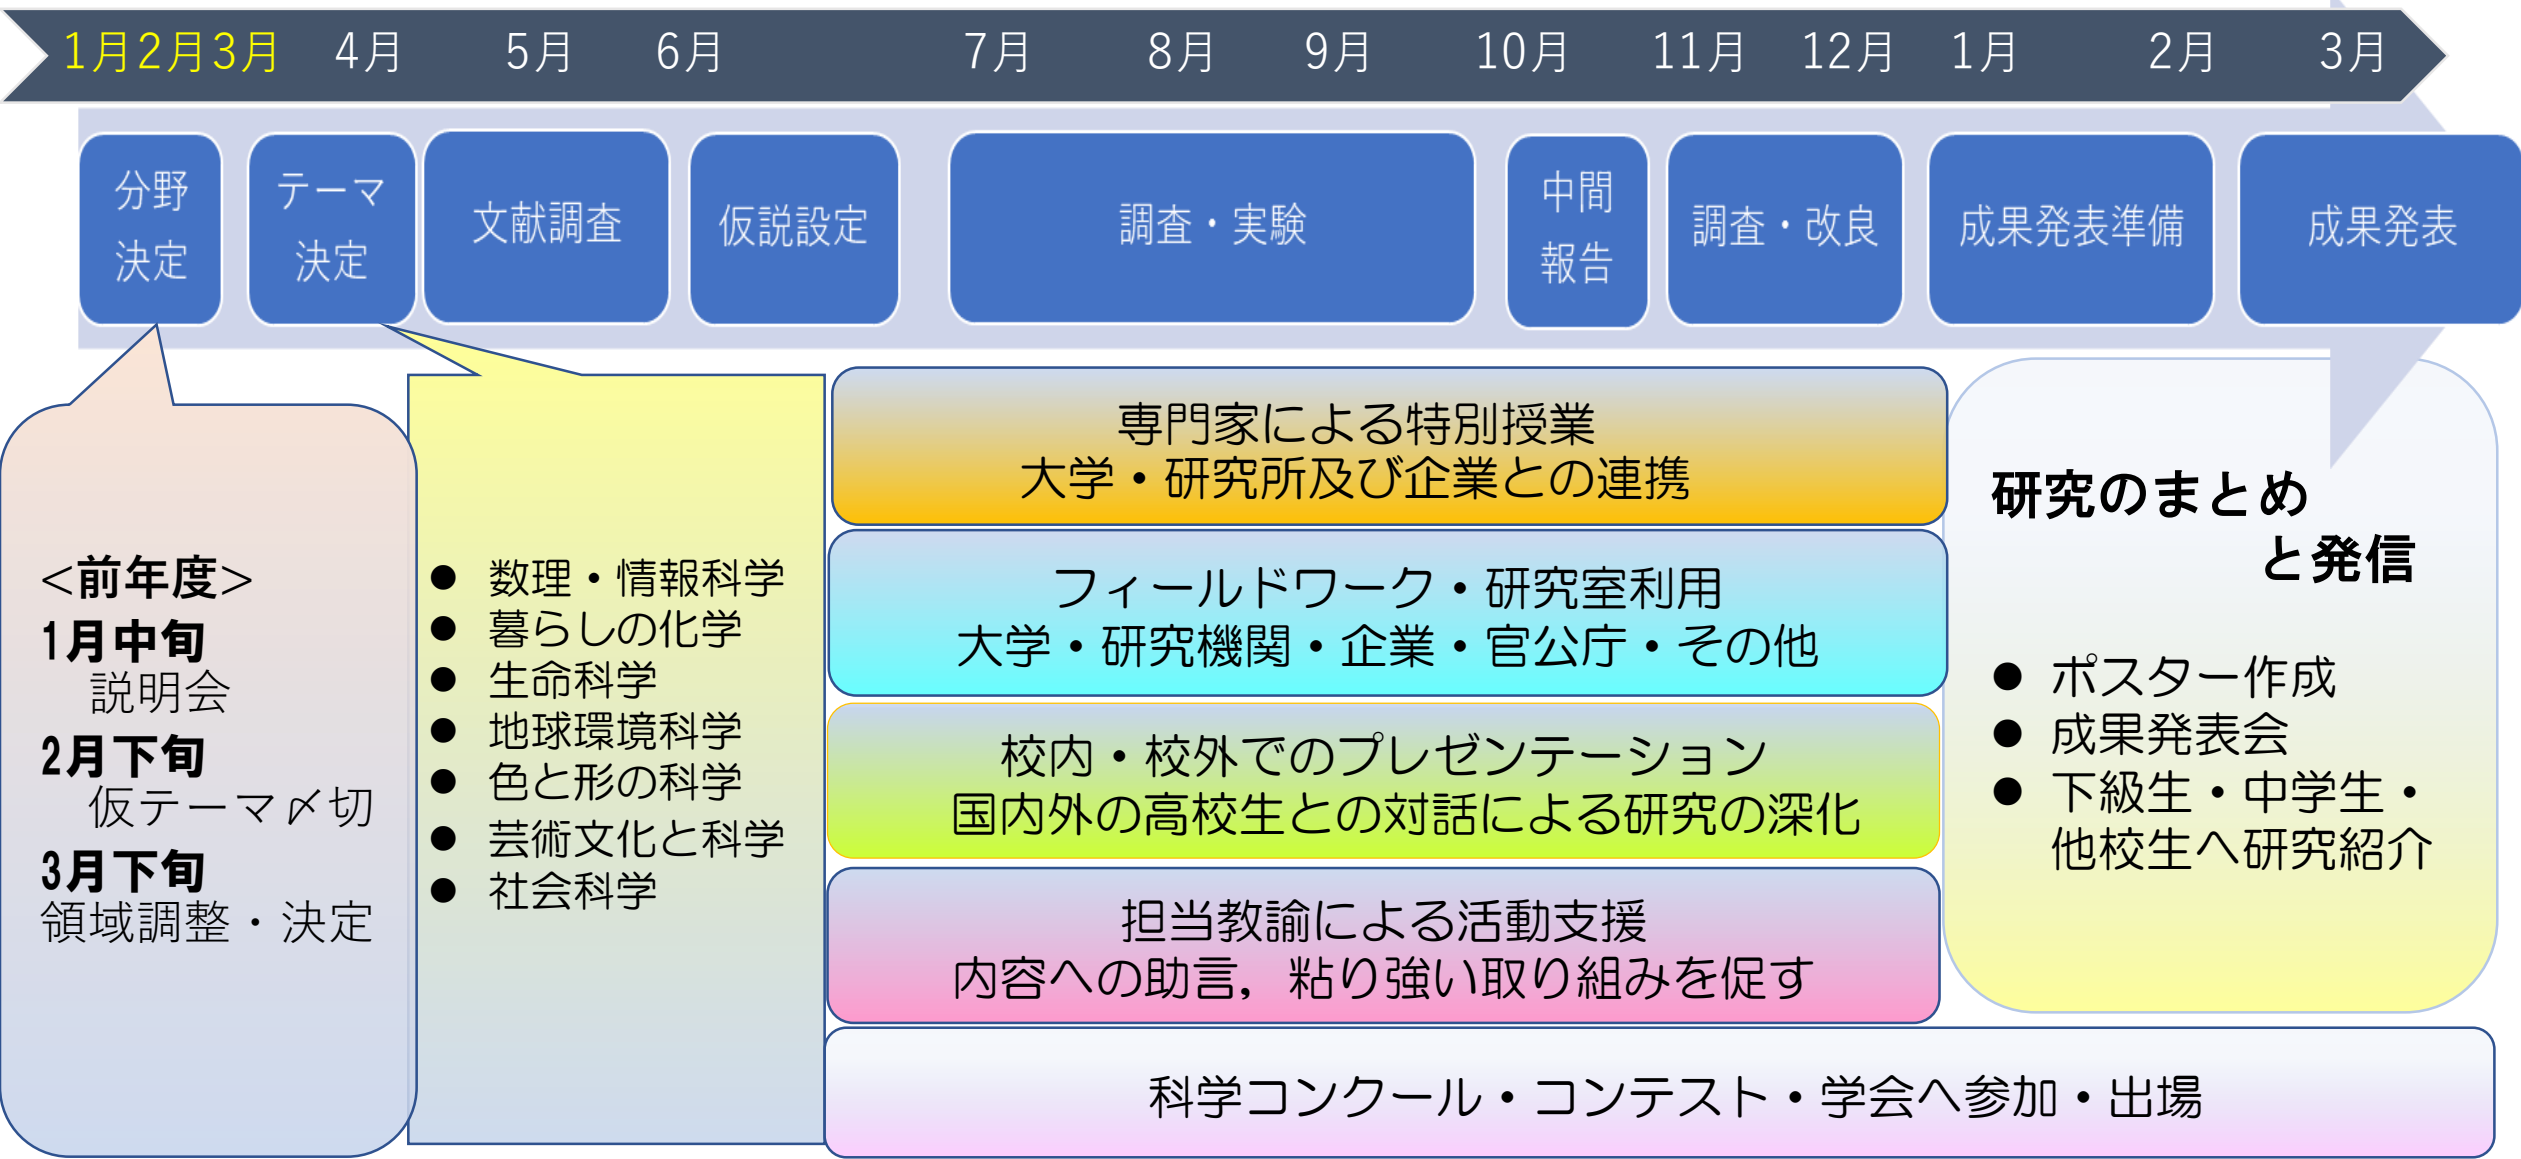 1月2月3月 4月 5月 6月 7月 8月 9月 10月 11月 12月 1月 2月 3月
分野
決定
テーマ
決定
文献調査
仮説設定
調査・実験
中間
報告
調査・改良
成果発表準備
成果発表
<前年度>
1月中旬
説明会
2月下旬
仮テーマ〆切
3月下旬
領域調整・決定
● 数理・情報科学
● 暮らしの化学
● 生命科学
● 地球環境科学
● 色と形の科学
● 芸術文化と科学
● 社会科学
専門家による特別授業
大学・研究所及び企業との連携
フィールドワーク・研究室利用
大学・研究機関・企業・官公庁・その他
校内・校外でのプレゼンテーション
国内外の高校生との対話による研究の深化
担当教諭による活動支援
内容への助言，粘り強い取り組みを促す
科学コンクール・コンテスト・学会へ参加・出場
研究のまとめ
と発信
● ポスター作成
● 成果発表会
● 下級生・中学生・
他校生へ研究紹介